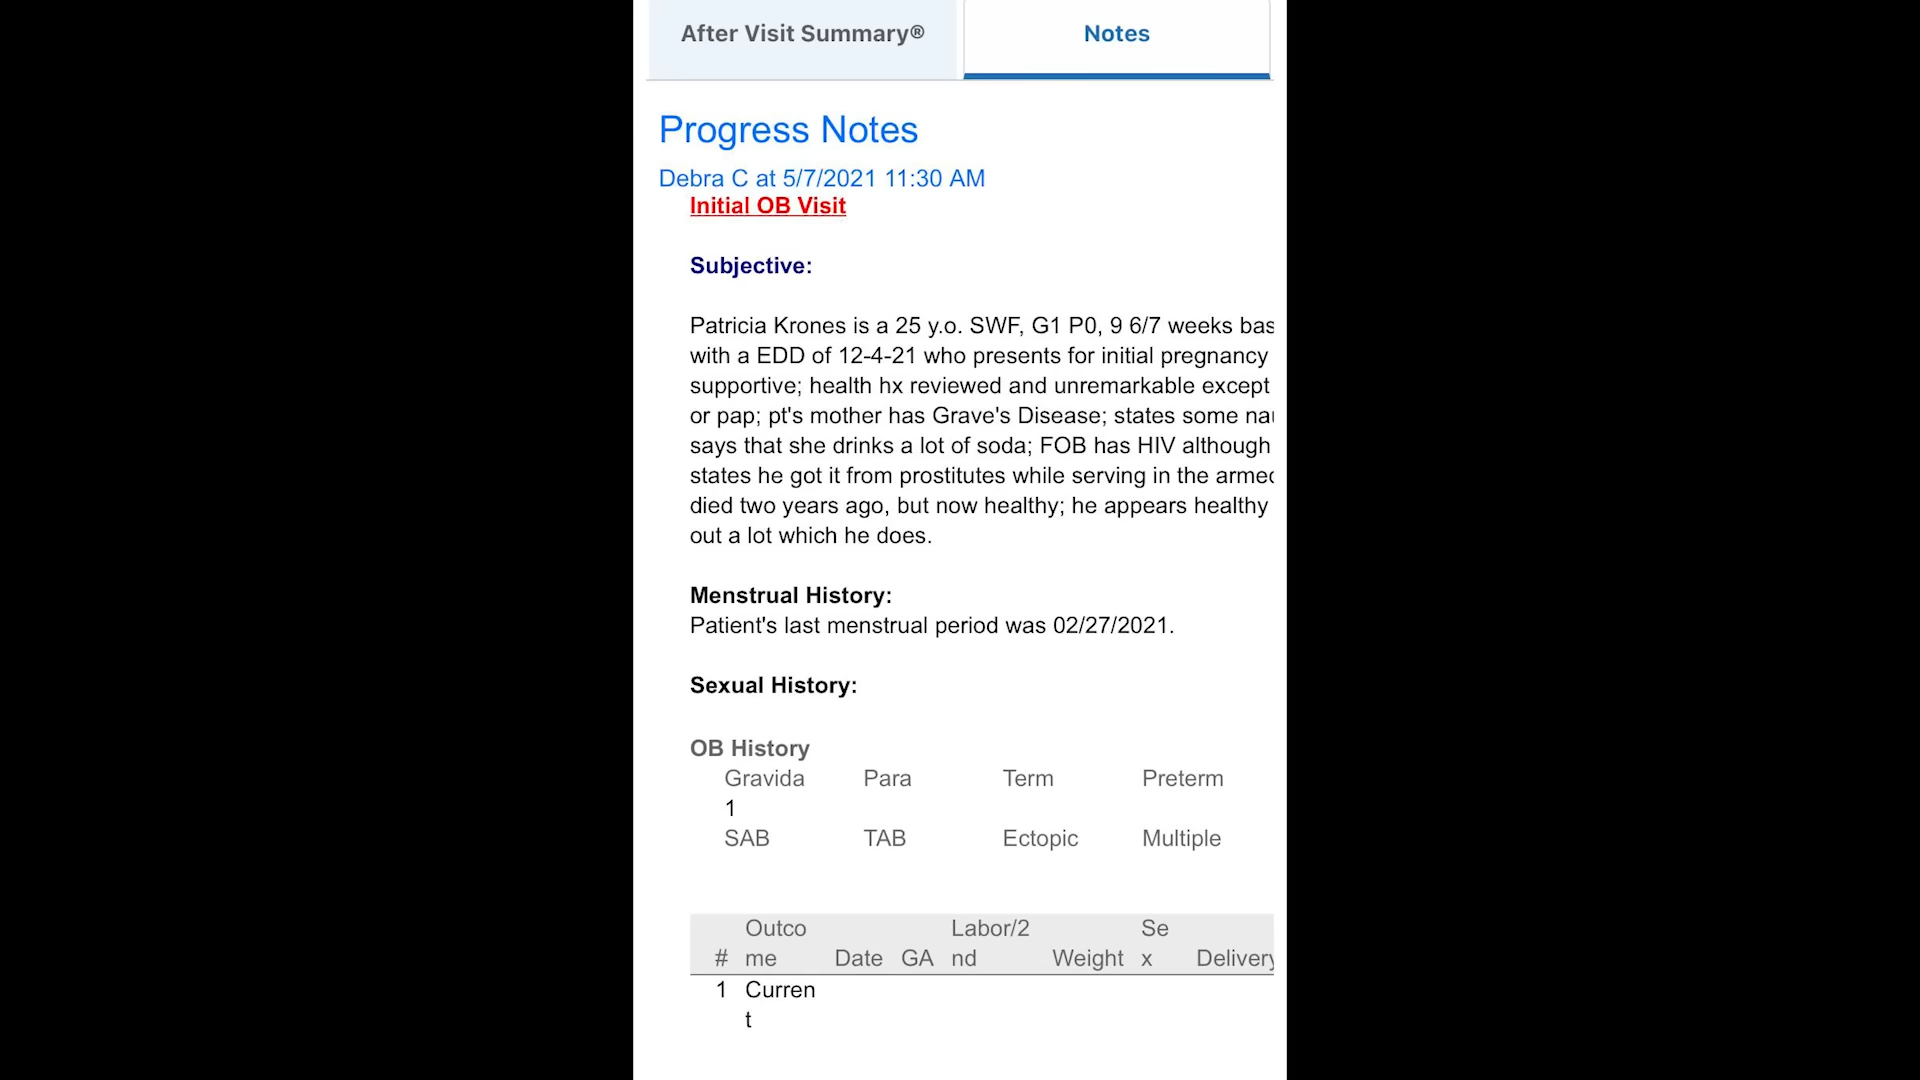 After Visit Summary®
Notes
Progress Notes
Debra C at 5/7/2021 11:30 AM
Initial OB Visit
Subjective:
Patricia Krones is a 25 y.o. SWF, G1 P0, 9 6/7 weeks bas
with a EDD of 12-4-21 who presents for initial pregnancy
supportive; health hx reviewed and unremarkable except
or pap; pt's mother has Grave's Disease; states some nau
says that she drinks a lot of soda; FOB has HIV although
states he got it from prostitutes while serving in the armed
died two years ago, but now healthy; he appears healthy
out a lot which he does.
Menstrual History:
Patient's last menstrual period was 02/27/2021.
Sexual History:
OB History
Gravida Para Term Preterm
1
SAB TAB Ectopic Multiple
Outco Labor/2 Se
# me Date GA nd Weight x Delivery
1 Curren
t